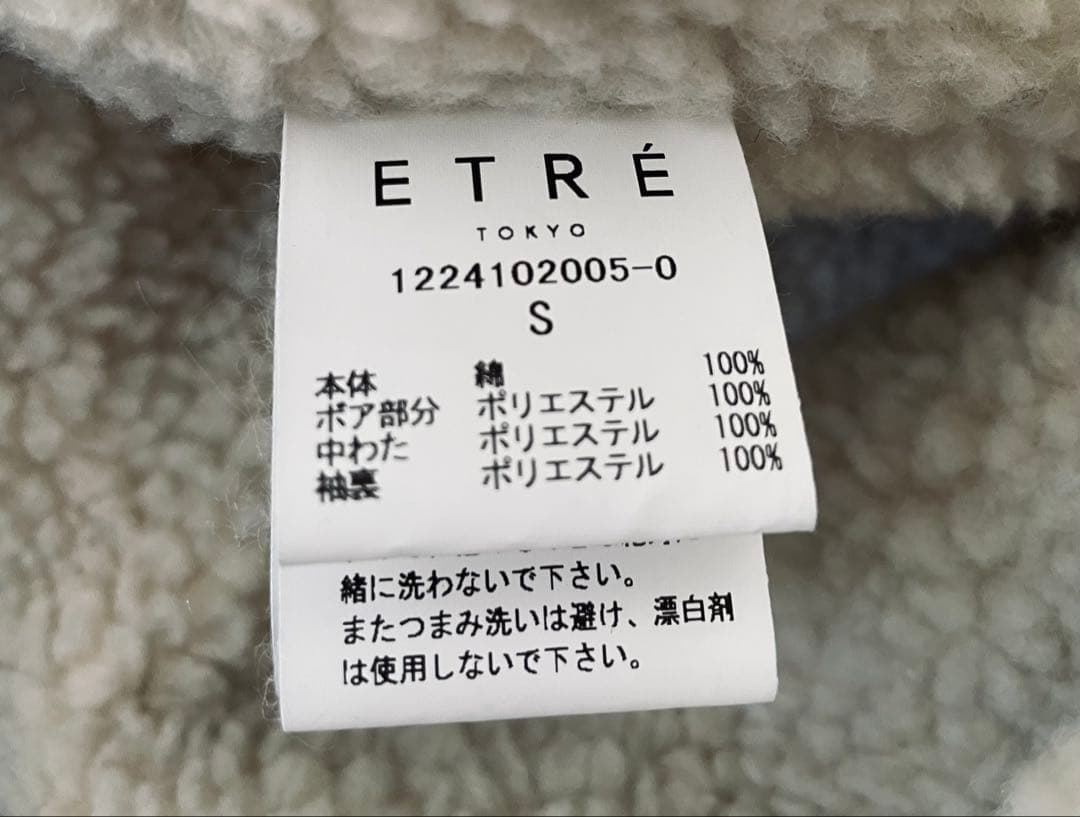 ETRÉ
TOKYO
1224102005-0
S
本体 綿 100%
ボア部分 ポリエステル 100%
中わた ポリエステル 100%
袖裏 ポリエステル 100%
緒に洗わないで下さい。
またつまみ洗いは避け、漂白剤
は使用しないで下さい。